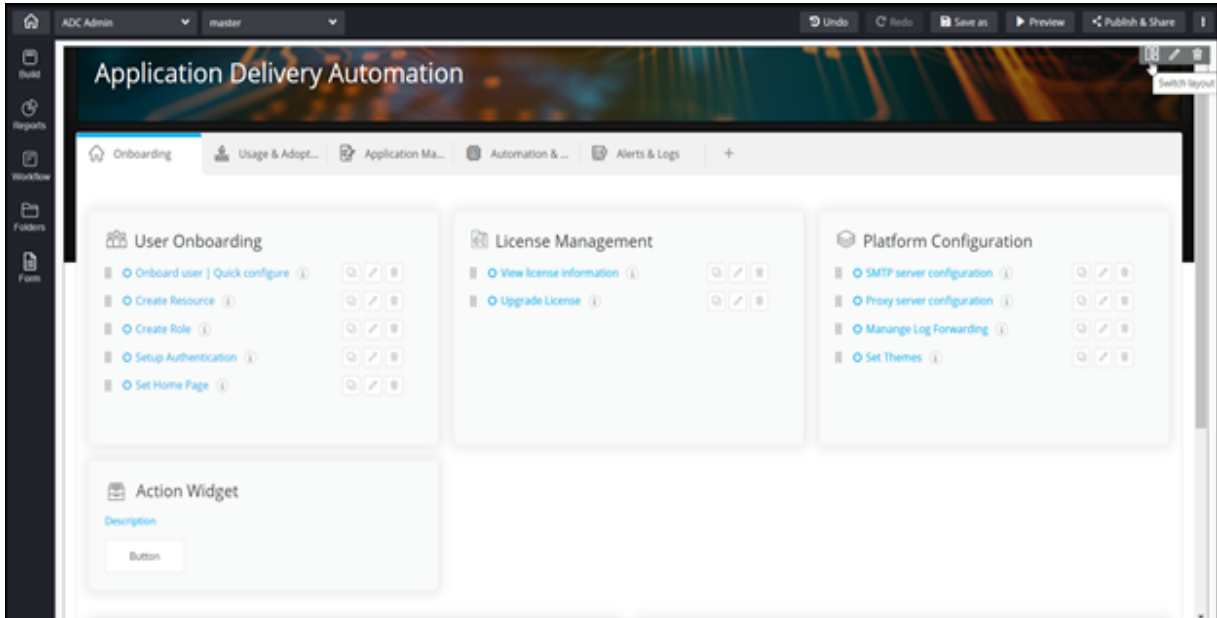 ADC Admin master Undo Redo Save as Preview Publish & Share
Build
Reports
Workflow
Folders
Form
Switch layout
Application Delivery Automation
Onboarding Usage & Adopt... Application Ma... Automation & ... Alerts & Logs +
User Onboarding
Onboard user | Quick configure
Create Resource
Create Role
Setup Authentication
Set Home Page
License Management
View license information
Upgrade License
Platform Configuration
SMTP server configuration
Proxy server configuration
Manange Log Forwarding
Set Themes
Action Widget
Description
Button